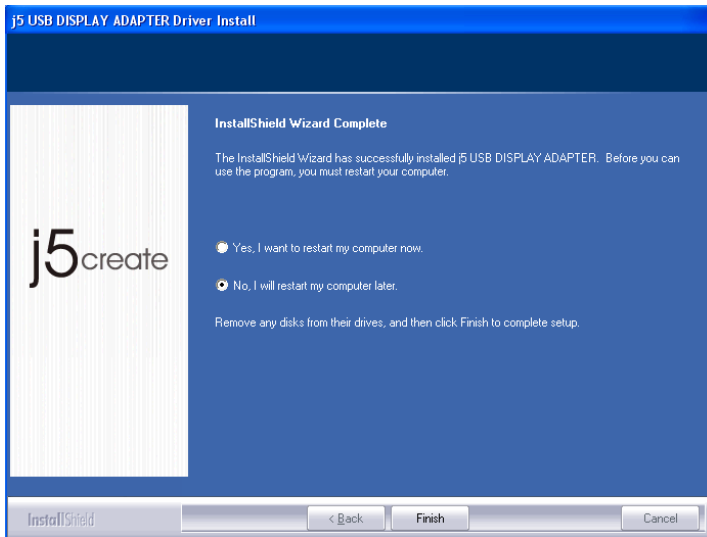 j5 USB DISPLAY ADAPTER Driver Install
InstallShield Wizard Complete
The InstallShield Wizard has successfully installed j5 USB DISPLAY ADAPTER. Before you can
use the program, you must restart your computer.
j5create
Yes, I want to restart my computer now.
No, I will restart my computer later.
Remove any disks from their drives, and then click Finish to complete setup.
InstallShield
< Back
Finish
Cancel